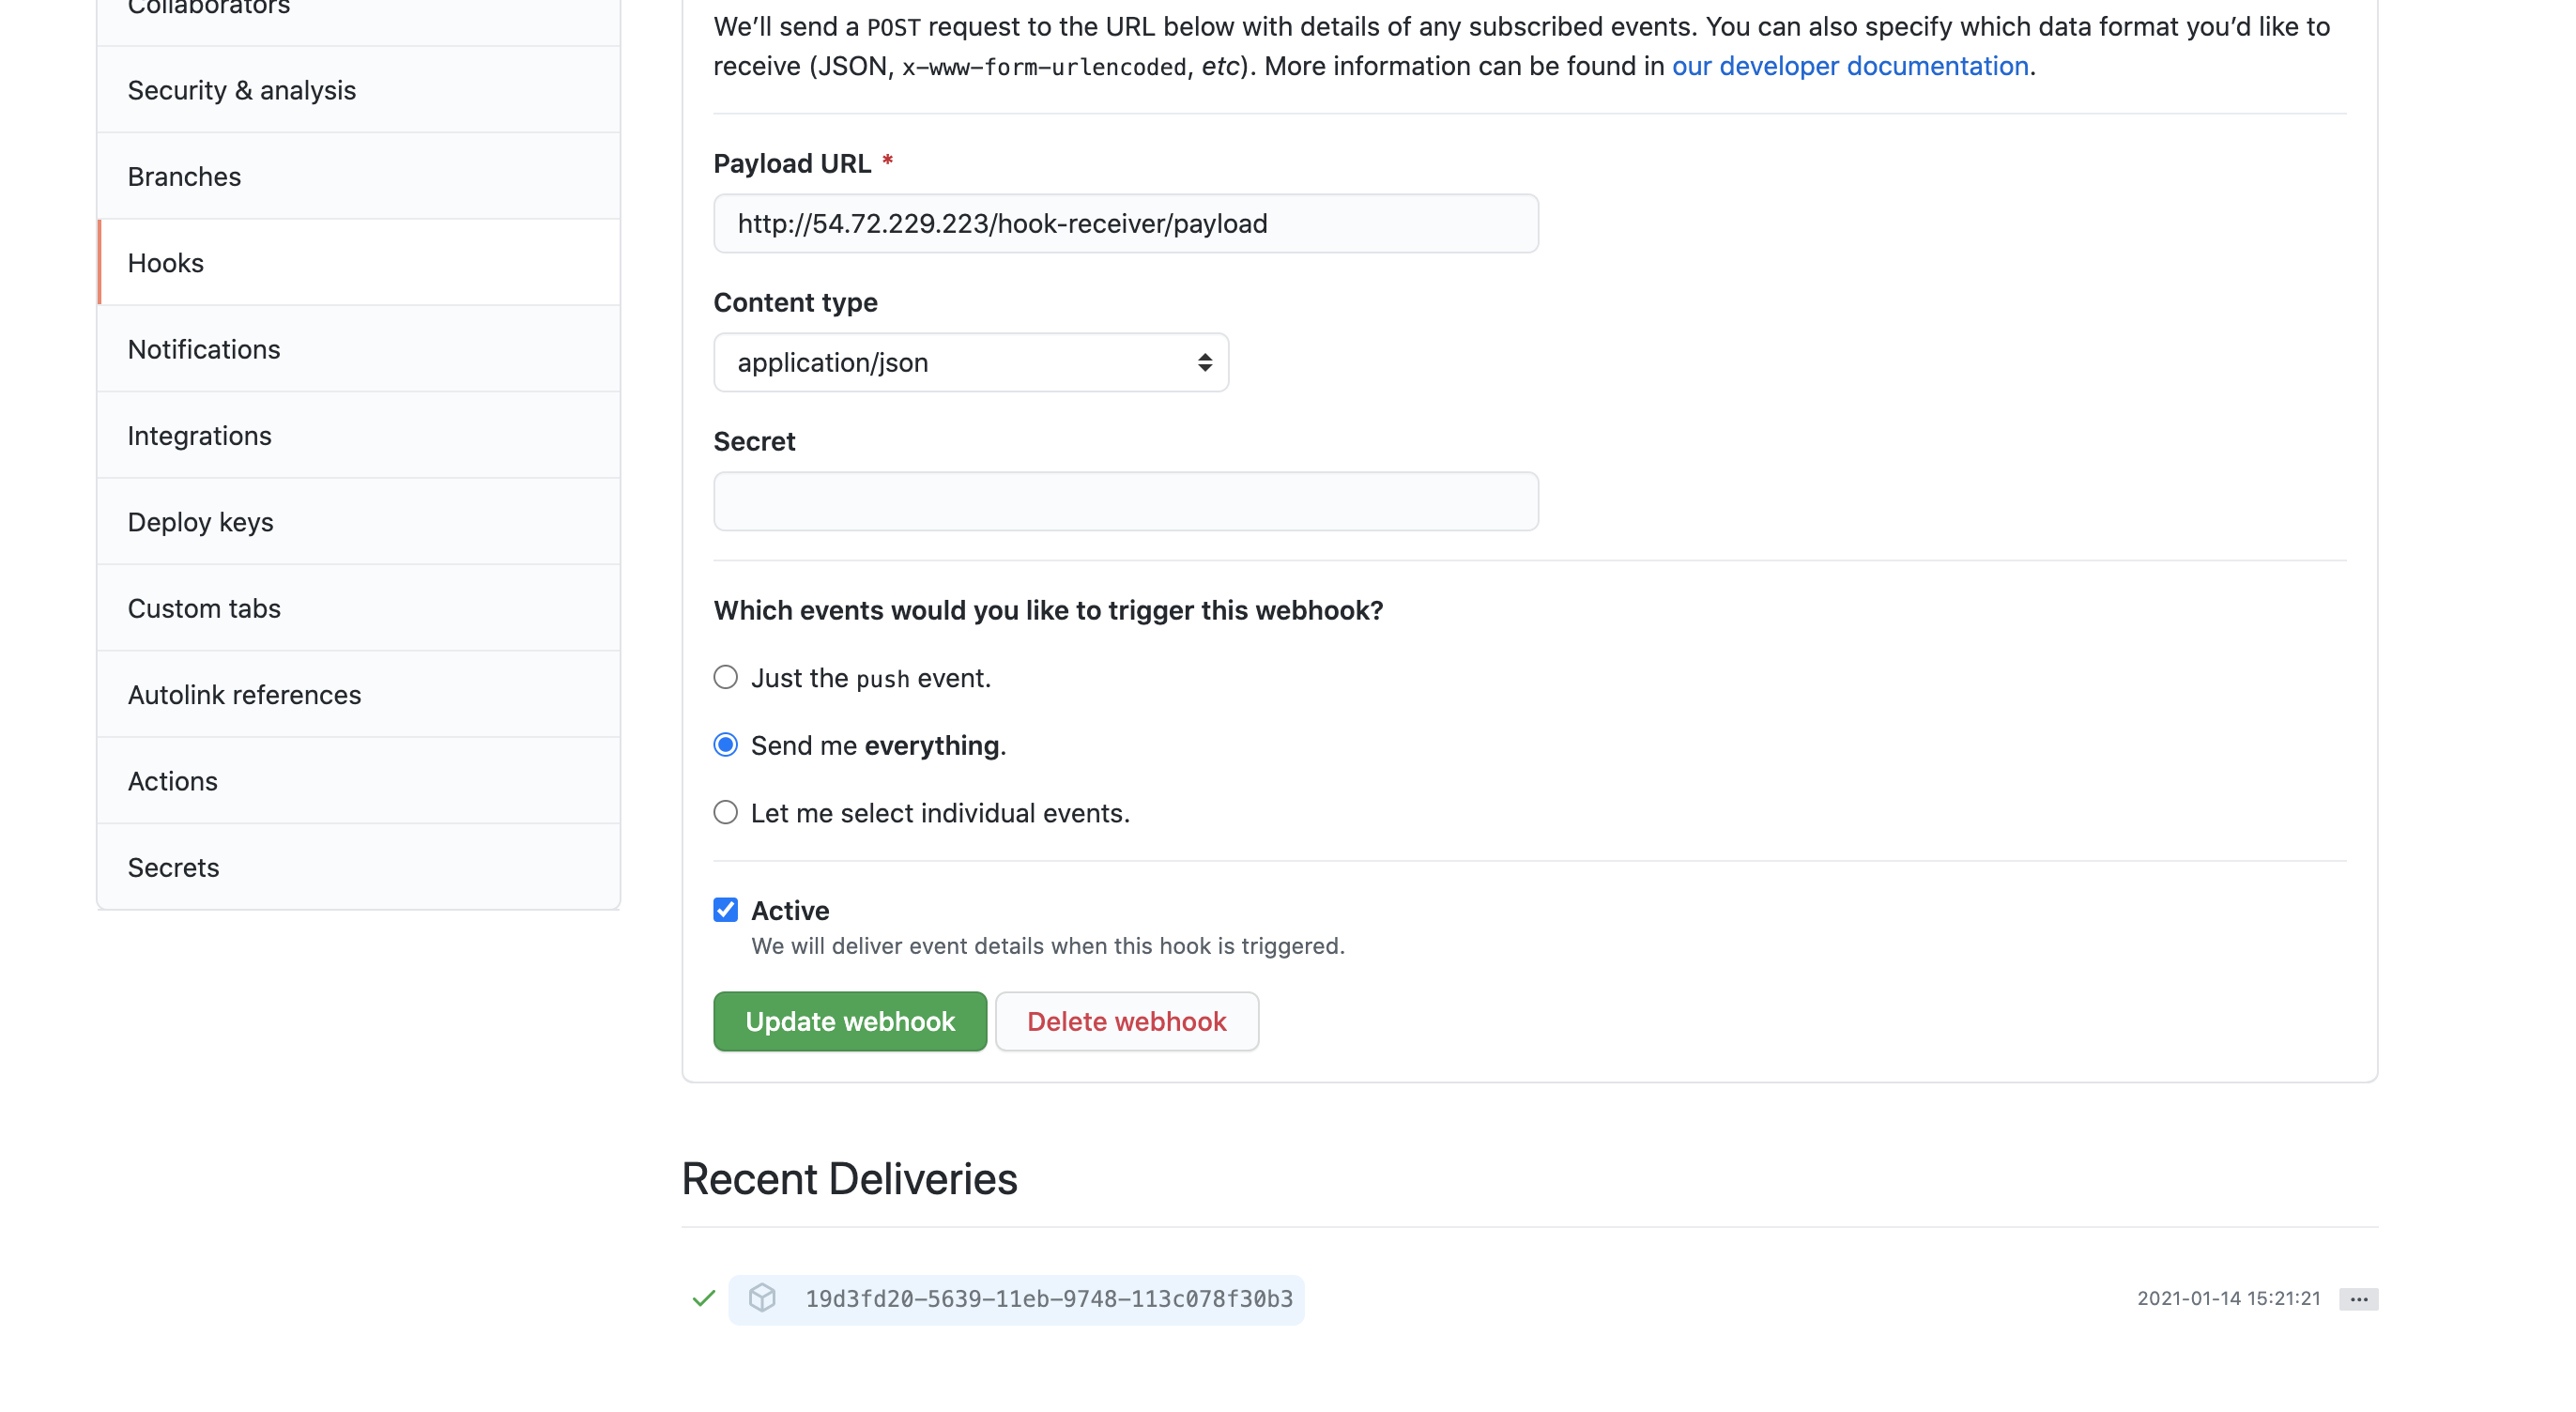 Collaborators
Security & analysis
Branches
Hooks
Notifications
Integrations
Deploy keys
Custom tabs
Autolink references
Actions
Secrets
We’ll send a POST request to the URL below with details of any subscribed events. You can also specify which data format you’d like to
receive (JSON, x-www-form-urlencoded, etc). More information can be found in our developer documentation.
Payload URL *
http://54.72.229.223/hook-receiver/payload
Content type
application/json
Secret
Which events would you like to trigger this webhook?
Just the push event.
Send me everything.
Let me select individual events.
Active
We will deliver event details when this hook is triggered.
Update webhook Delete webhook
Recent Deliveries
19d3fd20-5639-11eb-9748-113c078f30b3 2021-01-14 15:21:21 ...